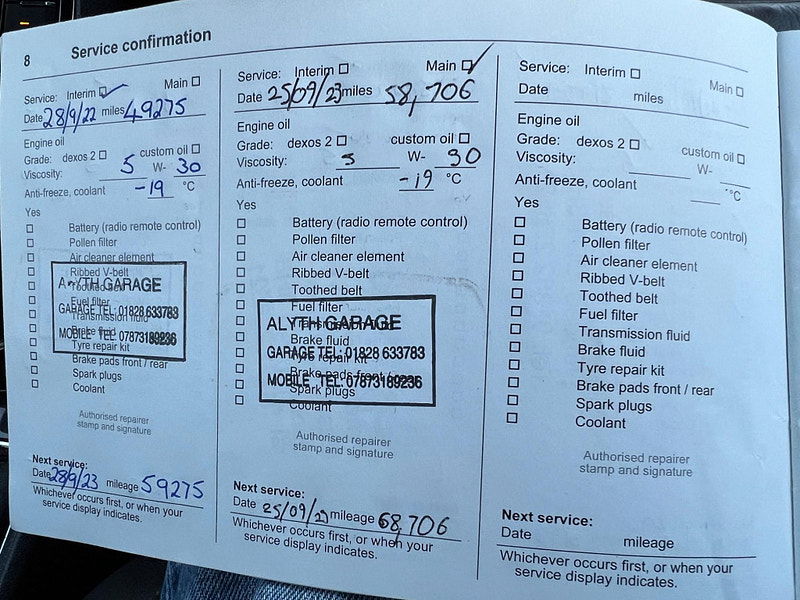 8 Service confirmation
Service: Interim Main
Date 28/9/22 miles 49275
Engine oil
Grade: dexos 2 custom oil
Viscosity: 5 W- 30
Anti-freeze, coolant -19 °C
Yes
Battery (radio remote control)
Pollen filter
Air cleaner element
Ribbed V-belt
Toothed belt
Fuel filter
Transmission fluid
Brake fluid
Tyre repair kit
Brake pads front / rear
Spark plugs
Coolant
GARAGE
GARAGE TEL: 01828 633783
MOBILE TEL: 07873189236
Authorised repairer
stamp and signature
Next service:
Date 28/9/23 mileage 59275
Whichever occurs first, or when your
service display indicates.
Service: Interim Main
Date 25/09/23 miles 58,706
Engine oil
Grade: dexos 2 custom oil
Viscosity: 5 W- 30
Anti-freeze, coolant -19 °C
Yes
Battery (radio remote control)
Pollen filter
Air cleaner element
Ribbed V-belt
Toothed belt
Fuel filter
Transmission fluid
Brake fluid
Tyre repair kit
Brake pads front / rear
Spark plugs
Coolant
ALYTH GARAGE
GARAGE TEL: 01828 633783
MOBILE TEL: 07873189236
Authorised repairer
stamp and signature
Next service:
Date 25/09/ mileage 68,706
Whichever occurs first, or when your
service display indicates.
Service: Interim Main
Date miles
Engine oil
Grade: dexos 2 custom oil
Viscosity: W-
Anti-freeze, coolant °C
Yes
Battery (radio remote control)
Pollen filter
Air cleaner element
Ribbed V-belt
Toothed belt
Fuel filter
Transmission fluid
Brake fluid
Tyre repair kit
Brake pads front / rear
Spark plugs
Coolant
Authorised repairer
stamp and signature
Next service:
Date mileage
Whichever occurs first, or when your
service display indicates.